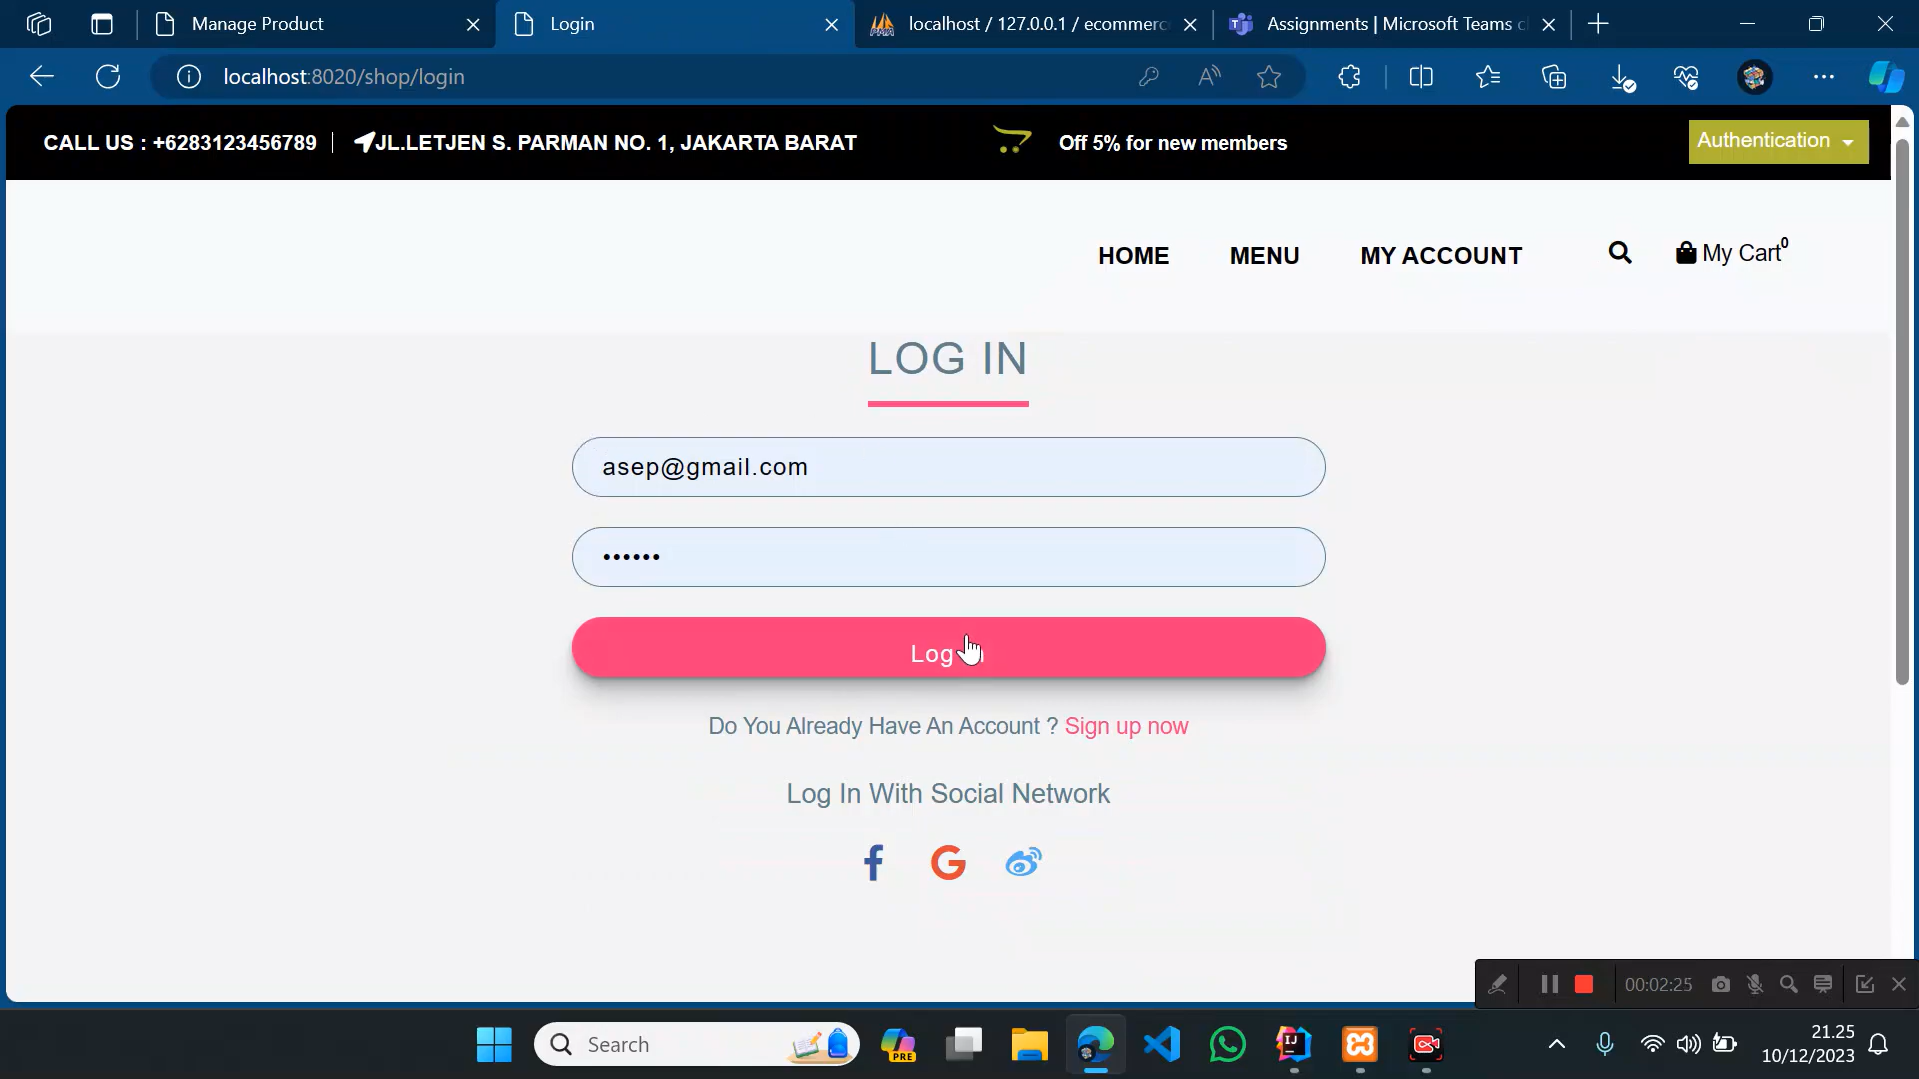 Manage Product
Login
localhost / 127.0.0.1 / ecommerc
Assignments | Microsoft Teams cl
localhost:8020/shop/login
CALL US : +6283123456789
JL.LETJEN S. PARMAN NO. 1, JAKARTA BARAT
Off 5% for new members
Authentication
HOME
MENU
MY ACCOUNT
My Cart0
LOG IN
asep@gmail.com
••••••
Log
Do You Already Have An Account ? Sign up now
Log In With Social Network
00:02:25
Search
PRE
21.25
10/12/2023